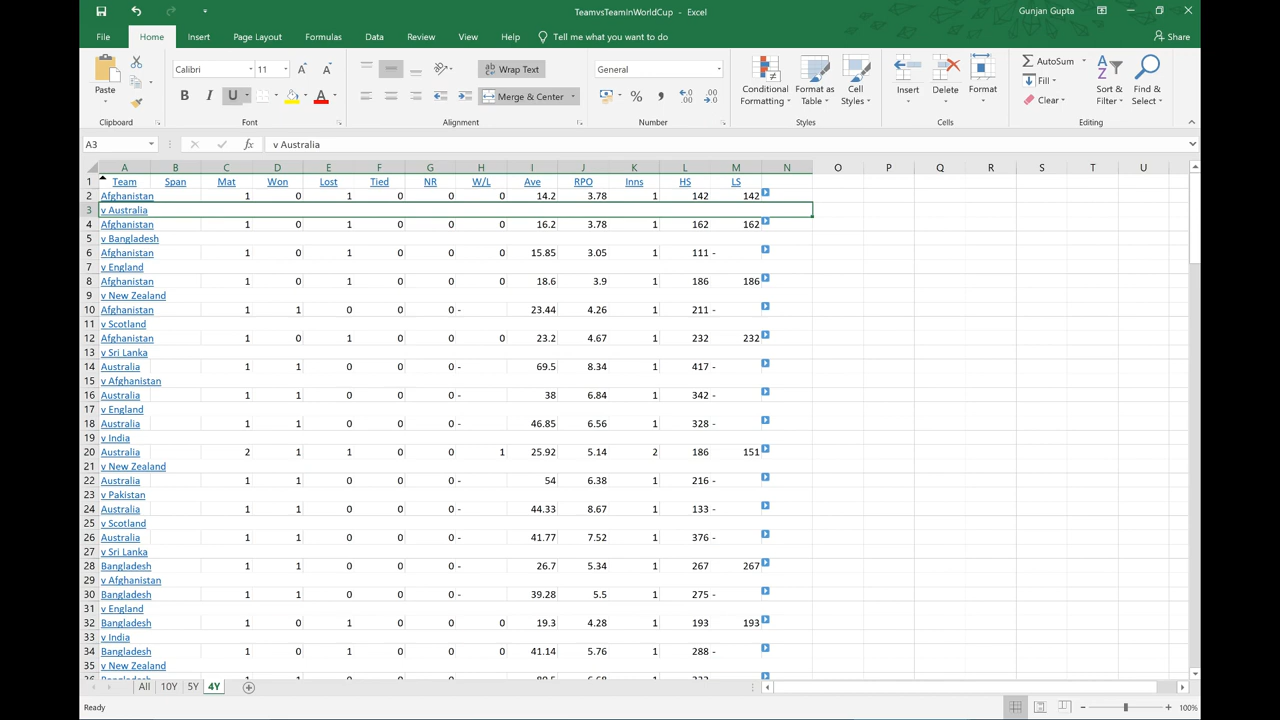 TeamvsTeaminWorldCup - Excel
Gunjan Gupta
File Home Insert Page Layout Formulas Data Review View Help Tell me what you want to do Share
Paste
Calibri 11
Wrap Text
General
B I U
Merge & Center
Conditional Formatting
Format as Table
Cell Styles
Insert
Delete
Format
AutoSum
Fill
Clear
Sort & Filter
Find & Select
Clipboard Font Alignment Number Styles Cells Editing
A3 fx v Australia
A B C D E F G H I J K L M N O P Q R S T U
1 Team Span Mat Won Lost Tied NR W/L Ave RPO Inns HS LS
2 Afghanistan 1 0 1 0 0 0 14.2 3.78 1 142 142
3 v Australia
4 Afghanistan 1 0 1 0 0 0 16.2 3.78 1 162 162
5 v Bangladesh
6 Afghanistan 1 0 1 0 0 0 15.85 3.05 1 111 -
7 v England
8 Afghanistan 1 0 1 0 0 0 18.6 3.9 1 186 186
9 v New Zealand
10 Afghanistan 1 1 0 0 0 - 23.44 4.26 1 211 -
11 v Scotland
12 Afghanistan 1 0 1 0 0 0 23.2 4.67 1 232 232
13 v Sri Lanka
14 Australia 1 1 0 0 0 - 69.5 8.34 1 417 -
15 v Afghanistan
16 Australia 1 1 0 0 0 - 38 6.84 1 342 -
17 v England
18 Australia 1 1 0 0 0 - 46.85 6.56 1 328 -
19 v India
20 Australia 2 1 1 0 0 1 25.92 5.14 2 186 151
21 v New Zealand
22 Australia 1 1 0 0 0 - 54 6.38 1 216 -
23 v Pakistan
24 Australia 1 1 0 0 0 - 44.33 8.67 1 133 -
25 v Scotland
26 Australia 1 1 0 0 0 - 41.77 7.52 1 376 -
27 v Sri Lanka
28 Bangladesh 1 1 0 0 0 - 26.7 5.34 1 267 267
29 v Afghanistan
30 Bangladesh 1 1 0 0 0 - 39.28 5.5 1 275 -
31 v England
32 Bangladesh 1 0 1 0 0 0 19.3 4.28 1 193 193
33 v India
34 Bangladesh 1 0 1 0 0 0 41.14 5.76 1 288 -
35 v New Zealand
All 10Y 5Y 4Y
Ready
100%